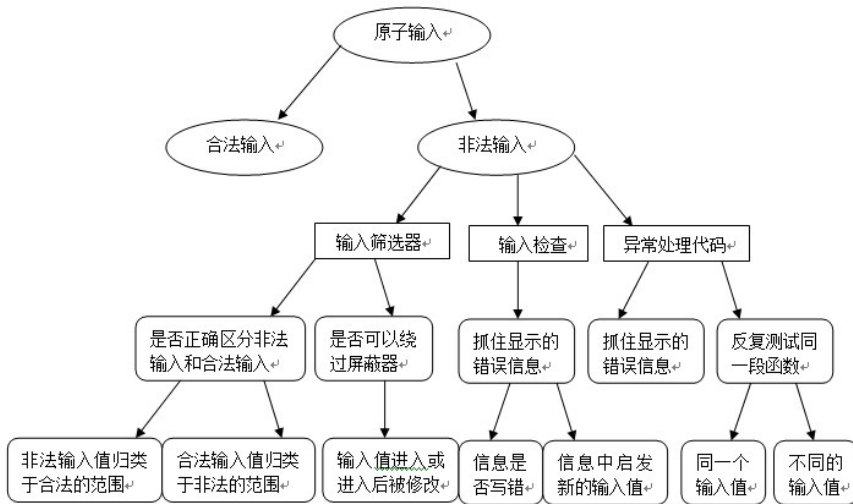 原子输入
合法输入
非法输入
输入筛选器
输入检查
异常处理代码
是否正确区分非法
输入和合法输入
是否可以绕
过屏蔽器
抓住显示的
错误信息
抓住显示的
错误信息
反复测试同
一段函数
非法输入值归类
于合法的范围
合法输入值归类
于非法的范围
输入值进入或
进入后被修改
信息是
否写错
信息中启发
新的输入值
同一个
输入值
不同的
输入值